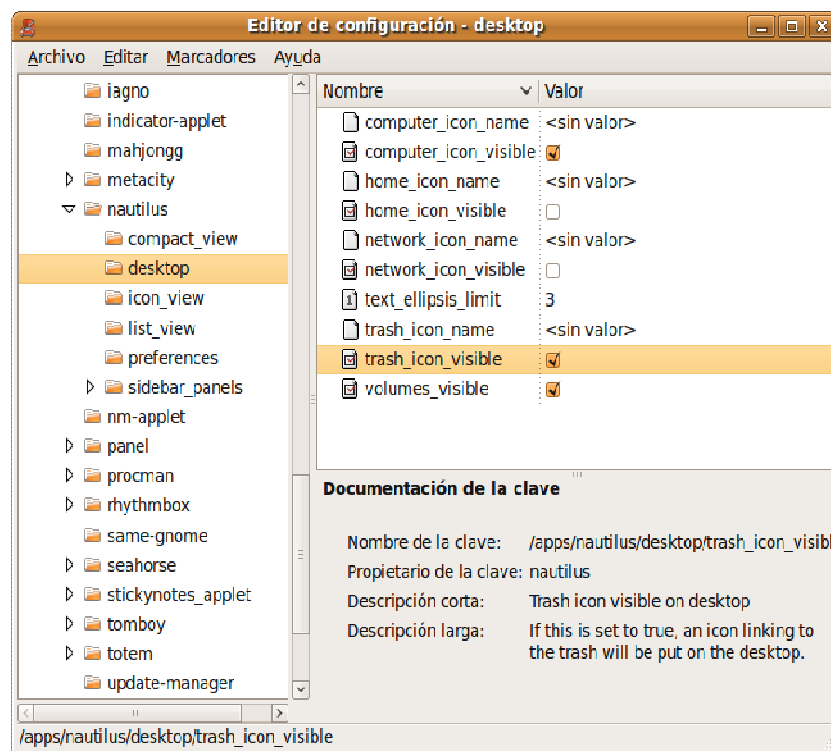 Editor de configuración - desktop
Archivo Editar Marcadores Ayuda
iagno
indicator-applet
mahjongg
metacity
nautilus
compact_view
desktop
icon_view
list_view
preferences
sidebar_panels
nm-applet
panel
procman
rhythmbox
same-gnome
seahorse
stickynotes_applet
tomboy
totem
update-manager
Nombre Valor
computer_icon_name <sin valor>
computer_icon_visible
home_icon_name <sin valor>
home_icon_visible
network_icon_name <sin valor>
network_icon_visible
text_ellipsis_limit 3
trash_icon_name <sin valor>
trash_icon_visible
volumes_visible
Documentación de la clave
Nombre de la clave: /apps/nautilus/desktop/trash_icon_visibl
Propietario de la clave: nautilus
Descripción corta: Trash icon visible on desktop
Descripción larga: If this is set to true, an icon linking to
the trash will be put on the desktop.
/apps/nautilus/desktop/trash_icon_visible